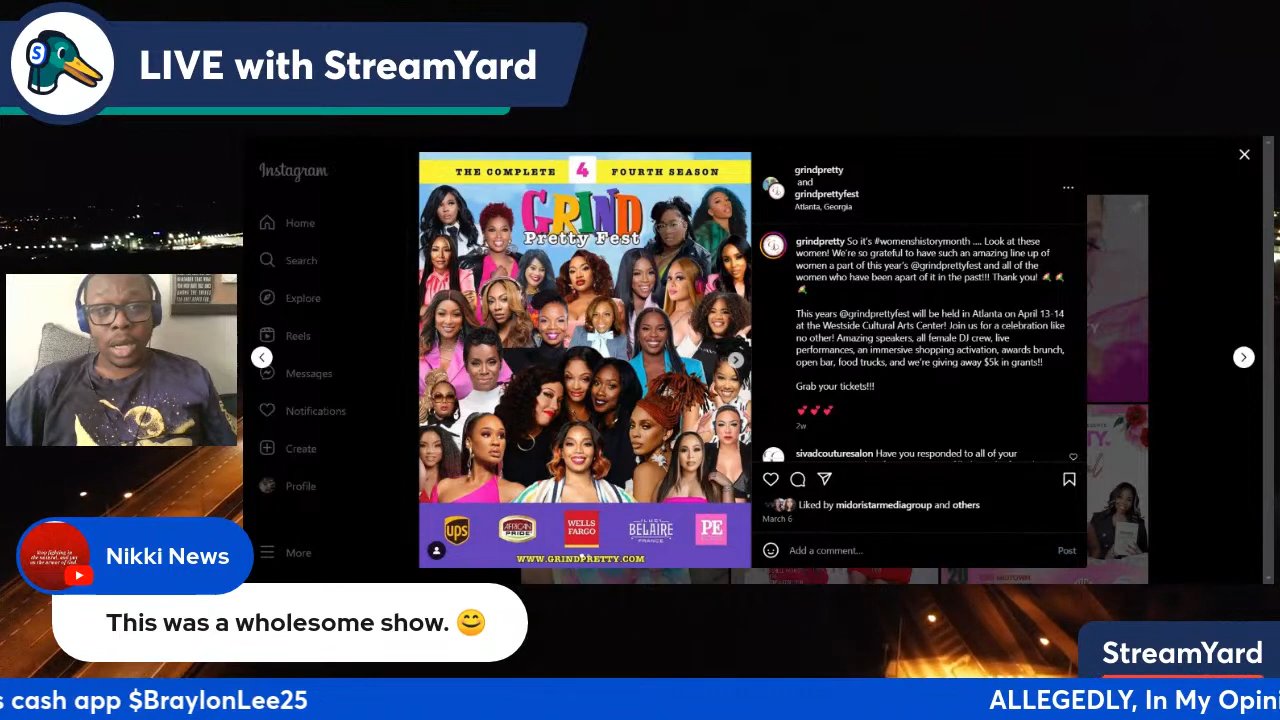 LIVE with StreamYard
Instagram
Home
Search
Explore
Reels
Messages
Notifications
Create
Profile
More
THE COMPLETE 4 FOURTH SEASON
GRIND
Pretty Fest
ups
AFRICAN
PRIDE
WELLS
FARGO
BELAIRE
FRANCE
PE
WWW.GRINDPRETTY.COM
grindpretty
and
grindprettyfest
Atlanta, Georgia
grindpretty So it's #womenshistorymonth .... Look at these
women! We're so grateful to have such an amazing line up of
women a part of this year's @grindprettyfest and all of the
women who have been apart of it in the past!!! Thank you!
This years @grindprettyfest will be held in Atlanta on April 13-14
at the Westside Cultural Arts Center! Join us for a celebration like
no other! Amazing speakers, all female DJ crew, live
performances, an immersive shopping activation, awards brunch,
open bar, food trucks, and we're giving away $5k in grants!!
Grab your tickets!!!
💕💕💕
2w
sivadcouturesalon Have you responded to all of your
Liked by midoristarmediagroup and others
March 6
Add a comment...
Post
Nikki News
This was a wholesome show. 😊
StreamYard
s cash app $BraylonLee25
ALLEGEDLY, In My Opini